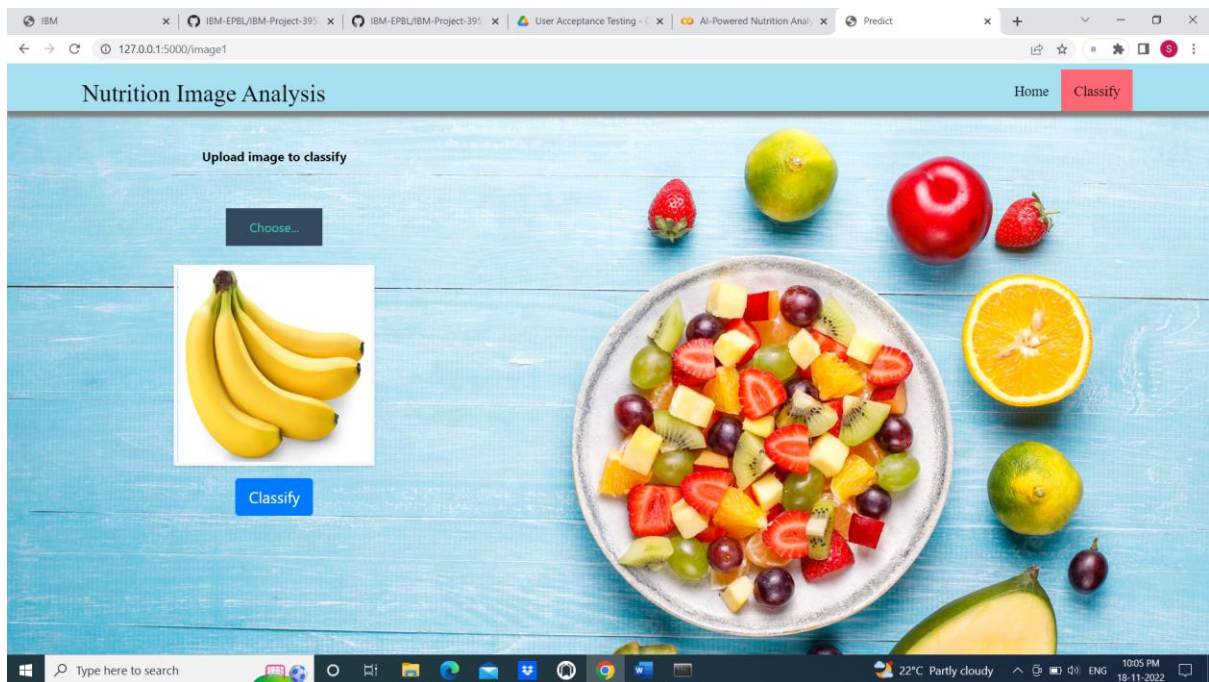 IBM
IBM-EPBL/IBM-Project-395
IBM-EPBL/IBM-Project-395
User Acceptance Testing - G
AI-Powered Nutrition Analy
Predict
127.0.0.1:5000/image1
S
Nutrition Image Analysis
Home
Classify
Upload image to classify
Choose...
Classify
Type here to search
22°C Partly cloudy
ENG
10:05 PM
18-11-2022